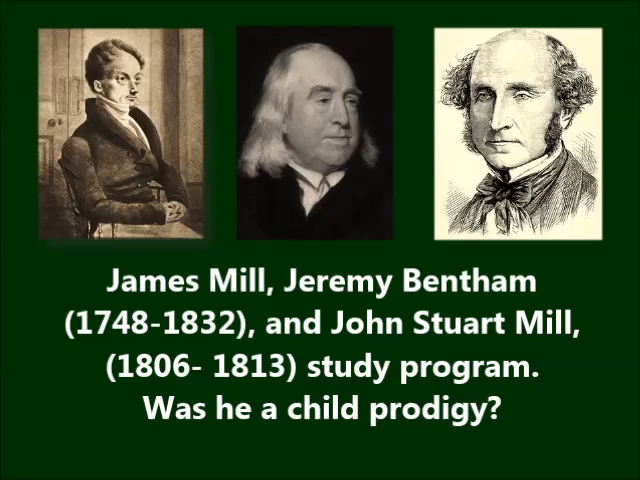 James Mill, Jeremy Bentham
(1748-1832), and John Stuart Mill,
(1806- 1813) study program.
Was he a child prodigy?